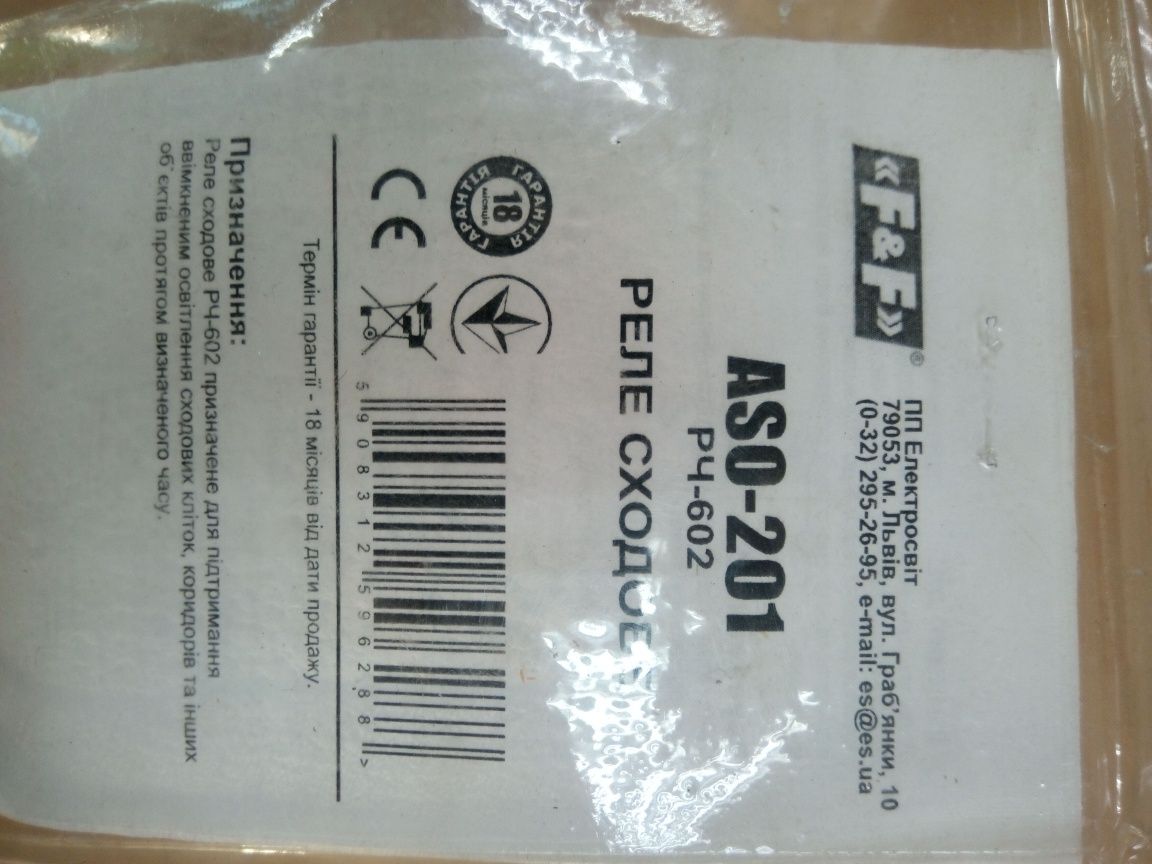 «F&F»®
ПП Електросвіт
79053, м. Львів, вул. Граб'янки, 10
(0-32) 295-26-95, e-mail: es@es.ua
ASO-201
РЧ-602
РЕЛЕ СХОДОВЕ
ГАРАНТІЯ
18
місяців
ГАРАНТІЯ
CE
5 908312 596288 >
Термін гарантії - 18 місяців від дати продажу.
Призначення:
Реле сходове РЧ-602 призначене для підтримання
ввімкненим освітлення сходових кліток, коридорів та інших
об`єктів протягом визначеного часу.